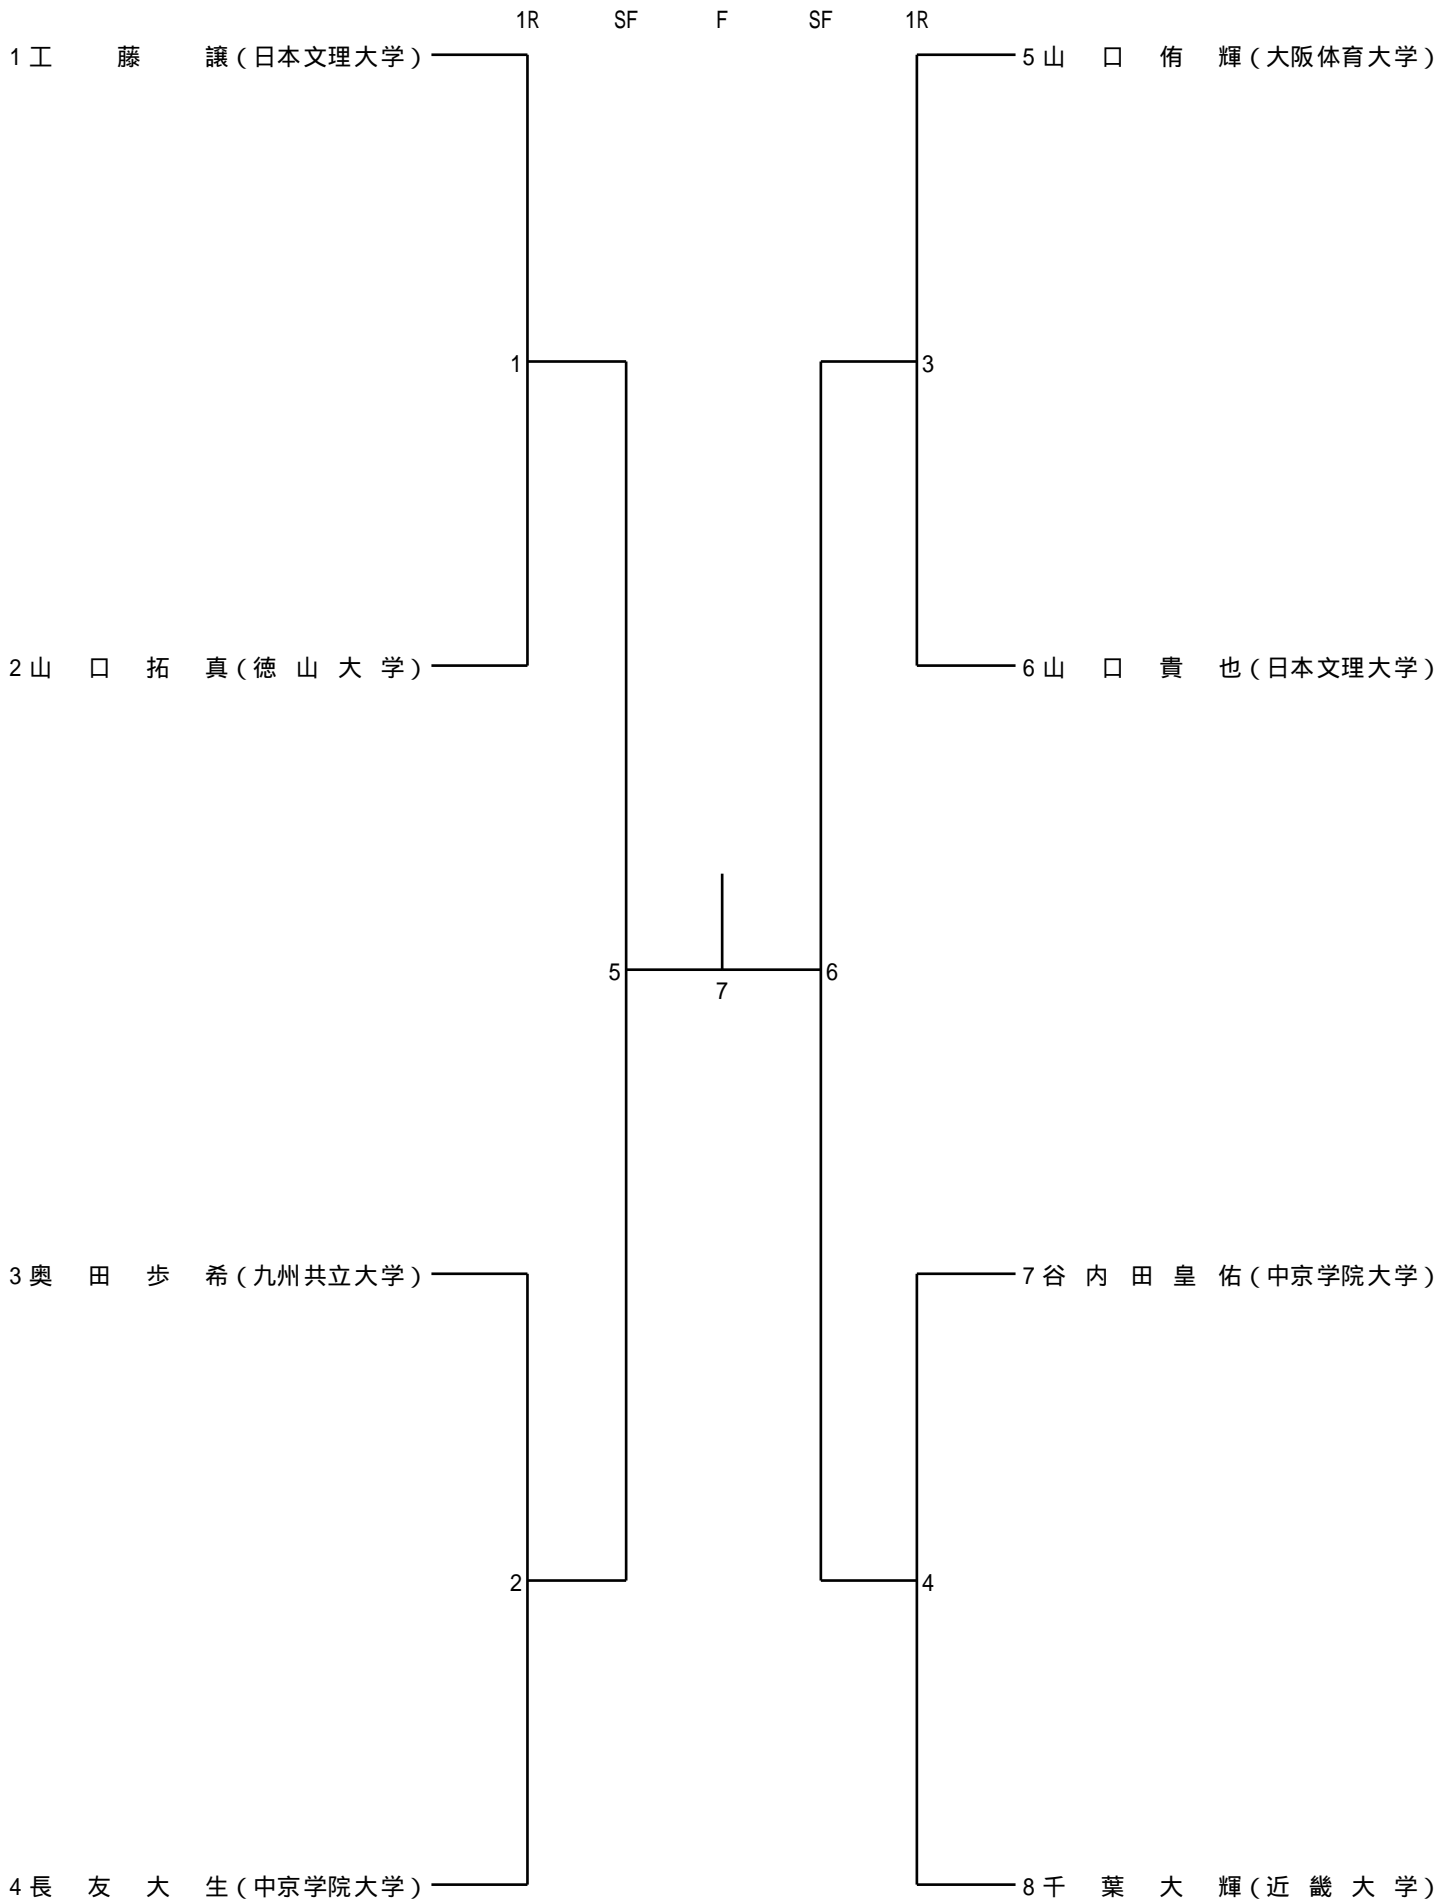 1R SF F SF 1R
1 工藤譲 (日本文理大学)
5 山口侑輝 (大阪体育大学)
1
3
2 山口拓真 (徳山大学)
6 山口貴也 (日本文理大学)
5
6
7
3 奥田歩希 (九州共立大学)
7 谷内田皇佑 (中京学院大学)
2
4
4 長友大生 (中京学院大学)
8 千葉大輝 (近畿大学)